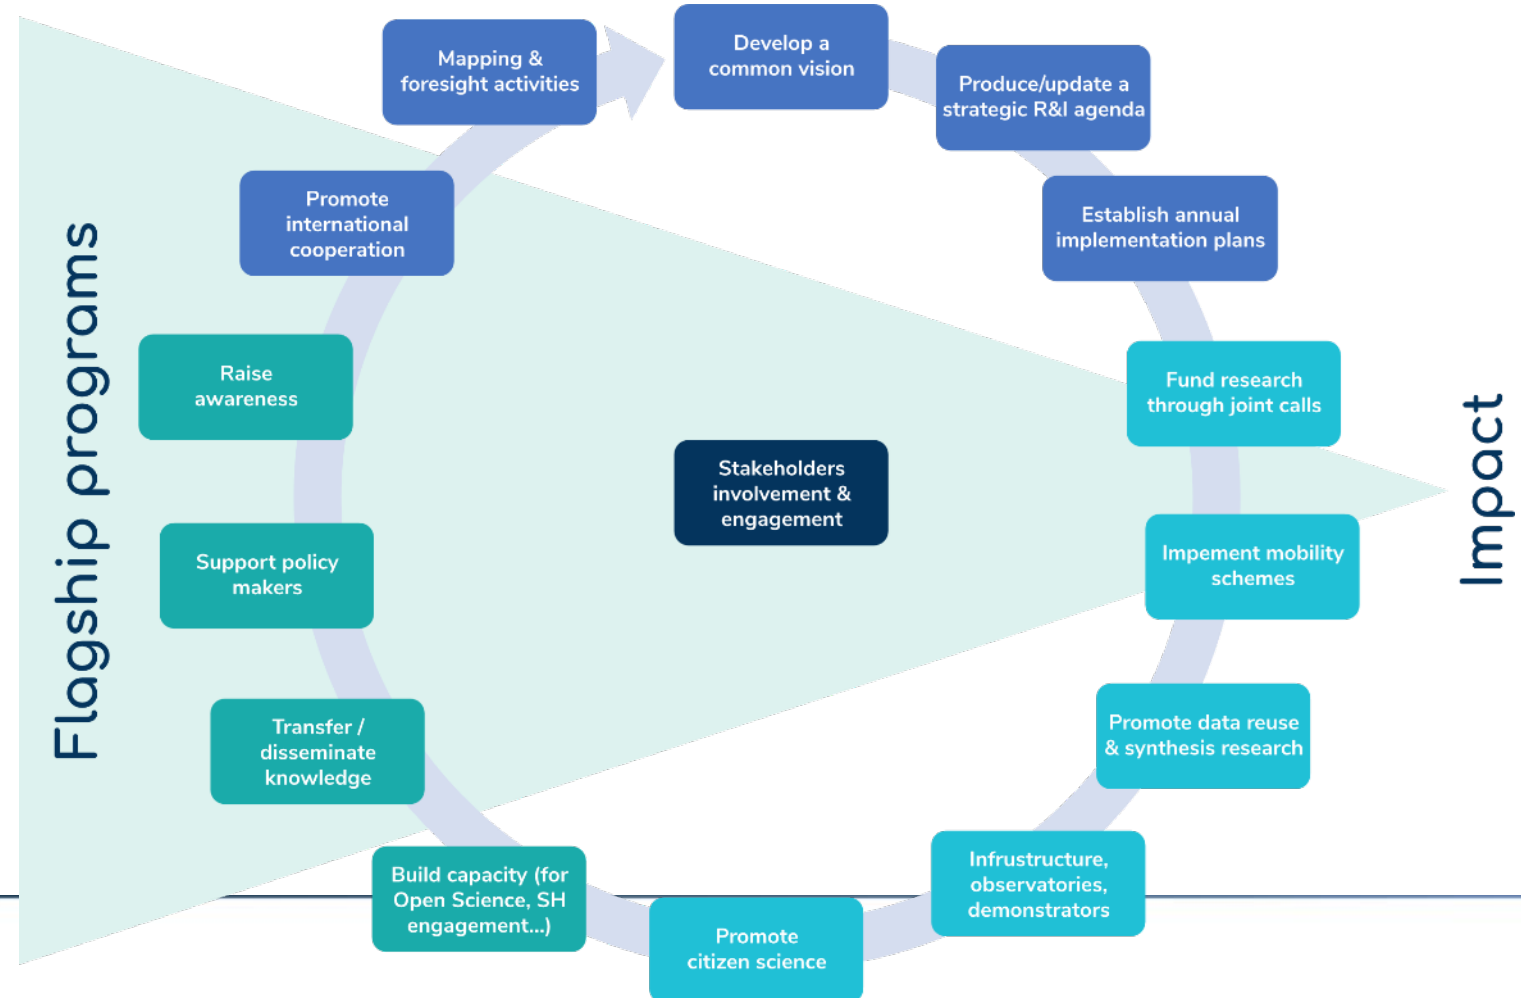 Flagship programs
Mapping &
foresight activities
Develop a
common vision
Produce/update a
strategic R&I agenda
Establish annual
implementation plans
Fund research
through joint calls
Impement mobility
schemes
Promote data reuse
& synthesis research
Infrustructure,
observatories,
demonstrators
Promote
citizen science
Build capacity (for
Open Science, SH
engagement...)
Transfer /
disseminate
knowledge
Support policy
makers
Raise
awareness
Promote
international
cooperation
Stakeholders
involvement &
engagement
Impact